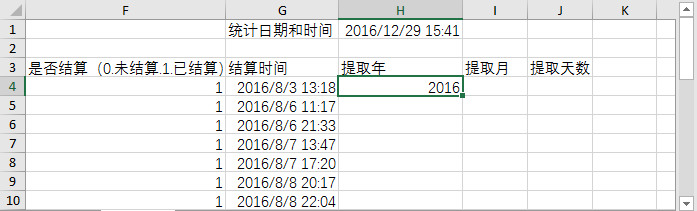 F G H I J K
1 统计日期和时间 2016/12/29 15:41
2
3 是否结算（0.未结算.1.已结算) 结算时间 提取年 提取月 提取天数
4 1 2016/8/3 13:18 2016
5 1 2016/8/6 11:17
6 1 2016/8/6 21:33
7 1 2016/8/7 13:47
8 1 2016/8/7 17:20
9 1 2016/8/8 20:17
10 1 2016/8/8 22:04